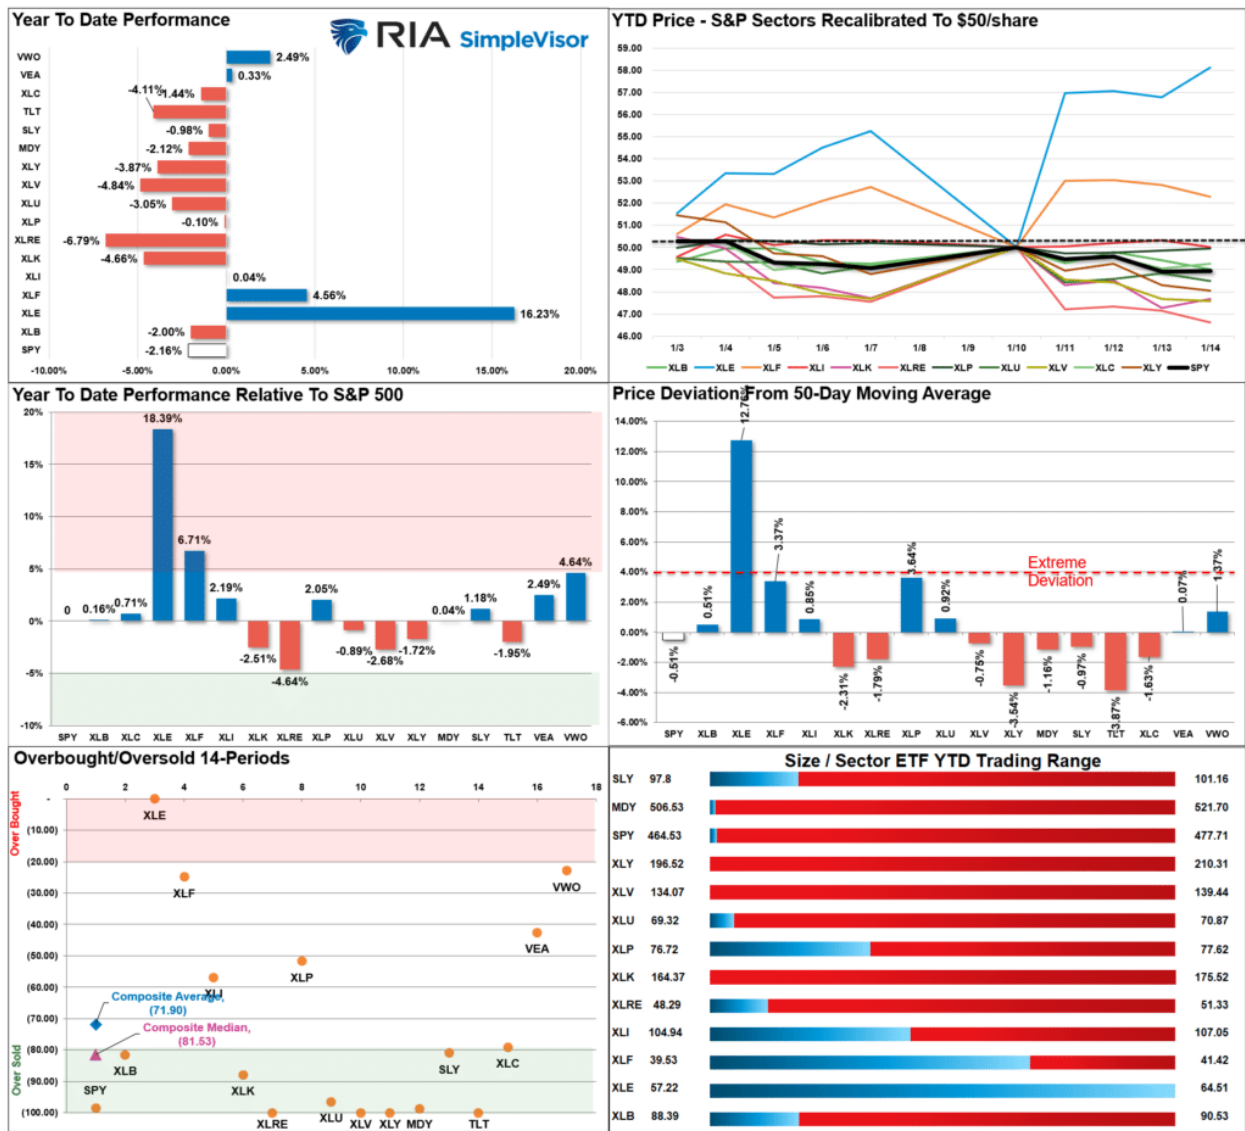 Year To Date Performance
RIA SimpleVisor
VWO 2.49%
VEA 0.33%
XLC -1.44%
TLT -4.11%
SLY -0.98%
MDY -2.12%
XLY -3.87%
XLV -4.84%
XLU -3.05%
XLP -0.10%
XLRE -6.79%
XLK -4.66%
XLI 0.04%
XLF 4.56%
XLE 16.23%
XLB -2.00%
SPY -2.16%
-10.00% -5.00% 0.00% 5.00% 10.00% 15.00% 20.00%
YTD Price - S&P Sectors Recalibrated To $50/share
59.00
58.00
57.00
56.00
55.00
54.00
53.00
52.00
51.00
50.00
49.00
48.00
47.00
46.00
1/3 1/4 1/5 1/6 1/7 1/8 1/9 1/10 1/11 1/12 1/13 1/14
XLB XLE XLF XLI XLK XLRE XLP XLU XLV XLC XLY SPY
Year To Date Performance Relative To S&P 500
20%
15%
10%
5%
0%
-5%
-10%
0 0.16% 0.71% 18.39% 6.71% 2.19% -2.51% -4.64% 2.05% -0.89% -2.68% -1.72% 0.04% 1.18% -1.95% 2.49% 4.64%
SPY XLB XLC XLE XLF XLI XLK XLRE XLP XLU XLV XLY MDY SLY TLT VEA VWO
Price Deviation From 50-Day Moving Average
14.00%
12.00%
10.00%
8.00%
6.00%
4.00%
2.00%
0.00%
-2.00%
-4.00%
-6.00%
Extreme
Deviation
-0.51% 0.51% 12.76% 3.37% 0.85% -2.31% -1.79% 3.64% 0.92% -0.75% -3.54% -1.16% -0.97% -3.87% -1.63% 0.07% 1.37%
SPY XLB XLE XLF XLI XLK XLRE XLP XLU XLV XLY MDY SLY TLT XLC VEA VWO
Overbought/Oversold 14-Periods
0 2 4 6 8 10 12 14 16 18
-
(10.00)
(20.00)
(30.00)
(40.00)
(50.00)
(60.00)
(70.00)
(80.00)
(90.00)
(100.00)
Over Bought
Over Sold
XLE
XLF
VWO
VEA
XLP
XLI
Composite Average,
(71.90)
Composite Median,
(81.53)
XLB
SLY
XLC
SPY
XLK
XLRE
XLU
XLV
XLY
MDY
TLT
Size / Sector ETF YTD Trading Range
SLY 97.8 101.16
MDY 506.53 521.70
SPY 464.53 477.71
XLY 196.52 210.31
XLV 134.07 139.44
XLU 69.32 70.87
XLP 76.72 77.62
XLK 164.37 175.52
XLRE 48.29 51.33
XLI 104.94 107.05
XLF 39.53 41.42
XLE 57.22 64.51
XLB 88.39 90.53